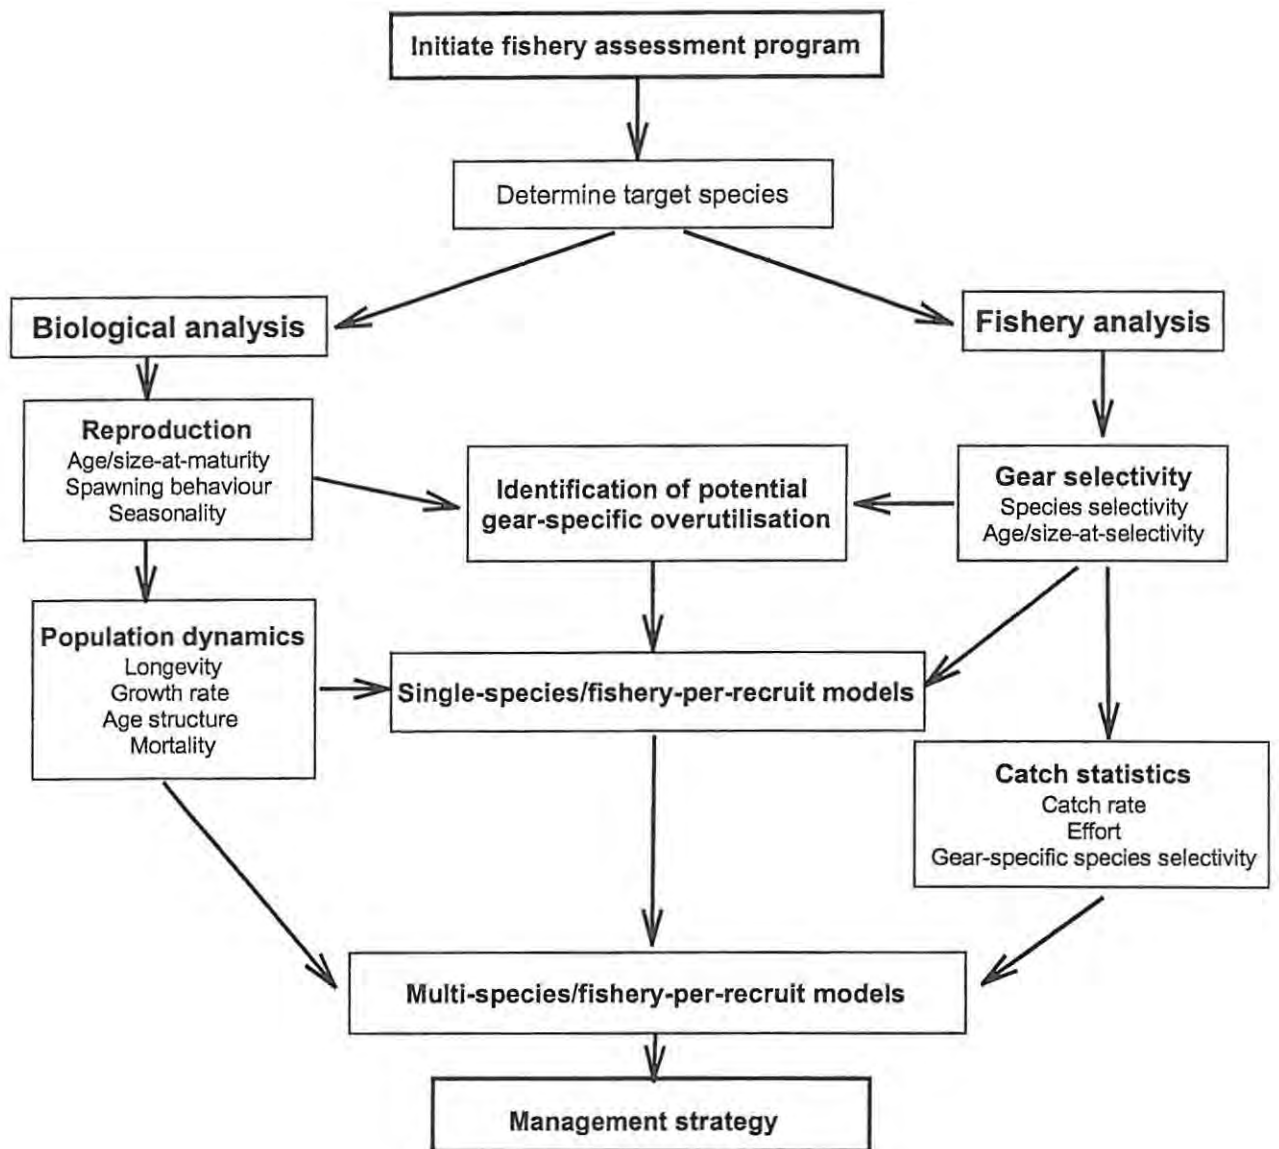 Initiate fishery assessment program
Determine target species
Biological analysis
Fishery analysis
Reproduction
Age/size-at-maturity
Spawning behaviour
Seasonality
Identification of potential
gear-specific overutilisation
Gear selectivity
Species selectivity
Age/size-at-selectivity
Population dynamics
Longevity
Growth rate
Age structure
Mortality
Single-species/fishery-per-recruit models
Catch statistics
Catch rate
Effort
Gear-specific species selectivity
Multi-species/fishery-per-recruit models
Management strategy